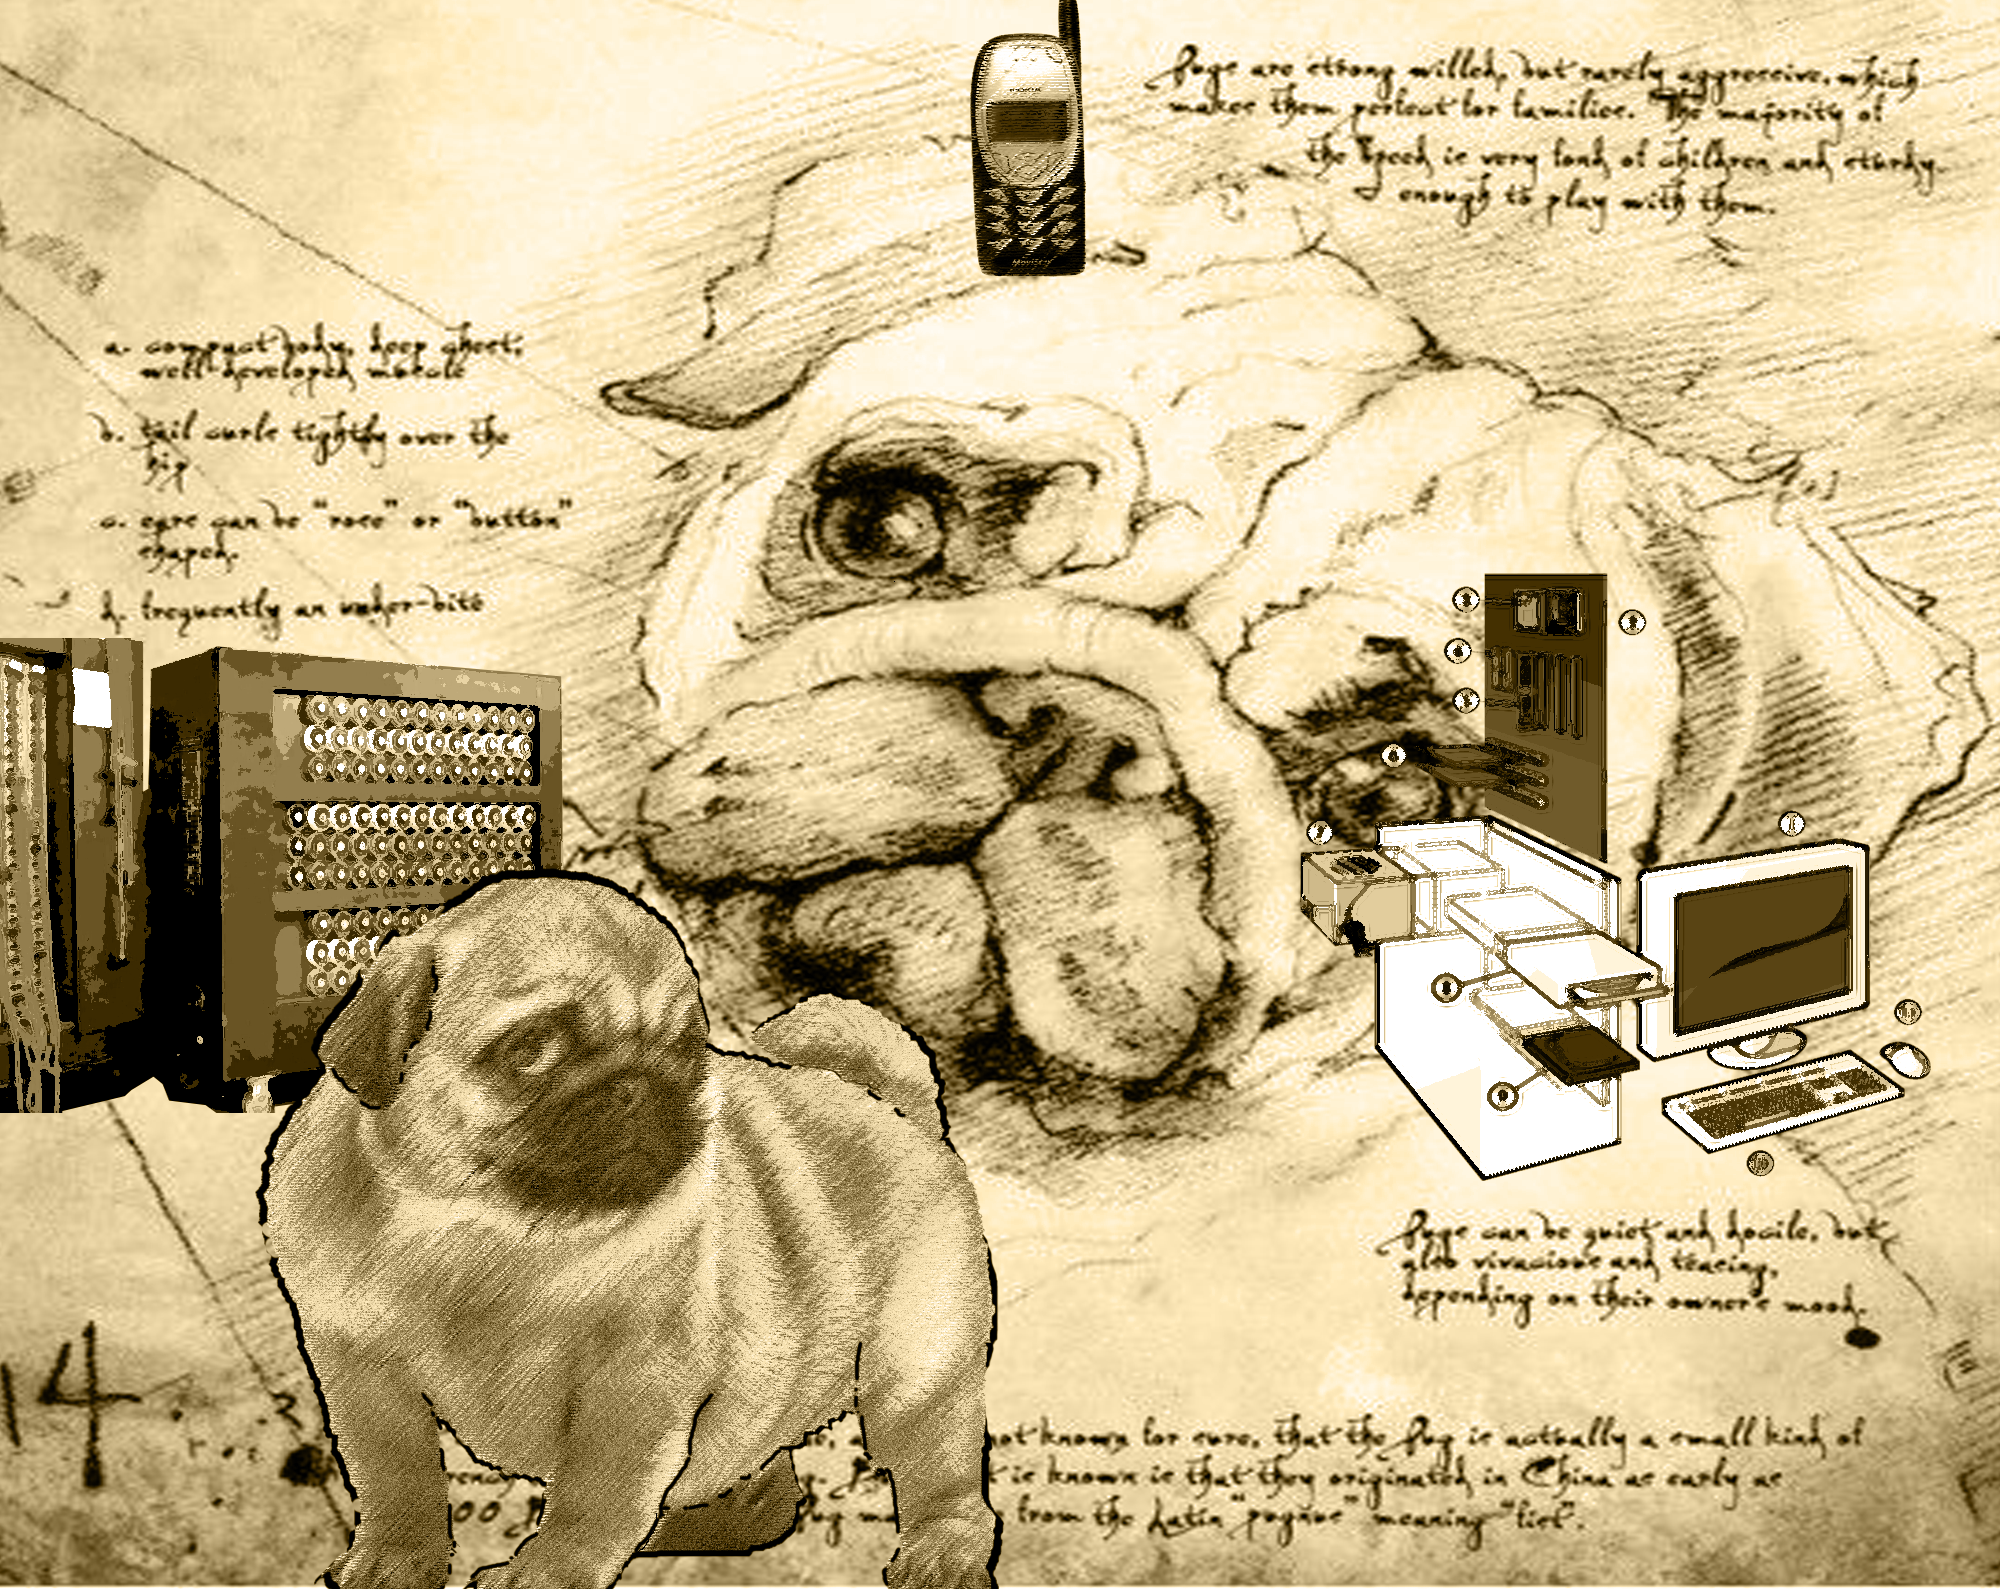 NOKIA
Pugs are strong willed, but rarely aggressive, which
makes them perfect for families. The majority of
the breed is very fond of children and sturdy
enough to play with them.
a. compact body, deep chest,
well-developed muscle
b. tail curls tightly over the
hip
c. ears can be "rose" or "button"
shaped.
d. frequently an under-bite
Pugs can be quiet and docile, but
also vivacious and teasing,
depending on their owner's mood.
14
not known for sure, that the Pug is actually a small kind of
is known is that they originated in China as early as
00
Pug from the Latin "pugnus" meaning "fist".